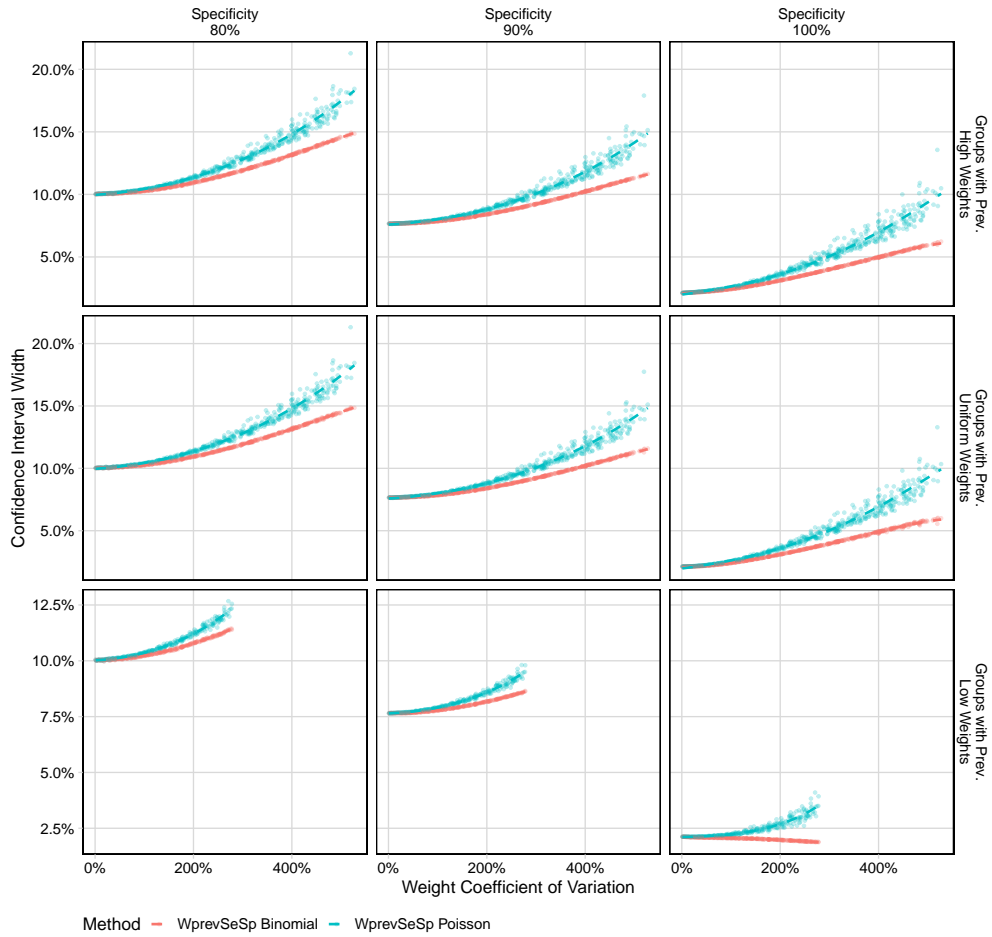 Specificity
80%
Specificity
90%
Specificity
100%
20.0%
15.0%
10.0%
5.0%
Groups with Prev.
High Weights
20.0%
15.0%
10.0%
5.0%
Groups with Prev.
Uniform Weights
12.5%
10.0%
7.5%
5.0%
2.5%
Groups with Prev.
Low Weights
Confidence Interval Width
0%
200%
400%
0%
200%
400%
0%
200%
400%
Weight Coefficient of Variation
Method WprevSeSp Binomial WprevSeSp Poisson